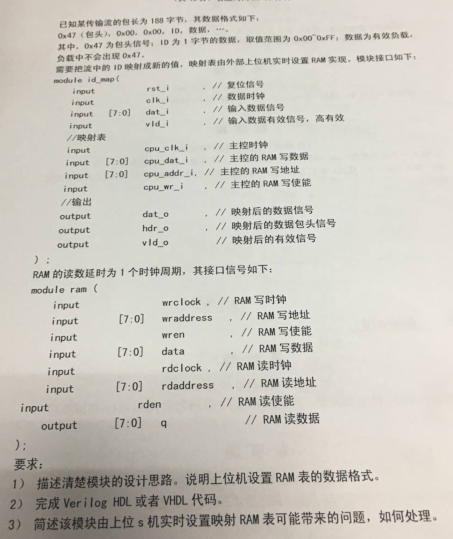 已知某传输流的包长为 188 字节，其数据格式如下：
0x47（包头），0x00，0x00，ID，数据，…。
其中，0x47 为包头信号；ID 为 1 字节的数据，取值范围为 0x00~0xFF；数据为有效负载，
负载中不会出现 0x47。
需要把流中的 ID 映射成新的值，映射表由外部上位机实时设置 RAM 实现，模块接口如下：
module id_map(
input rst_i , // 复位信号
input clk_i , // 数据时钟
input [7:0] dat_i , // 输入数据信号
input vld_i , // 输入数据有效信号，高有效
//映射表
input cpu_clk_i , // 主控时钟
input [7:0] cpu_dat_i , // 主控的 RAM 写数据
input [7:0] cpu_addr_i, // 主控的 RAM 写地址
input cpu_wr_i , // 主控的 RAM 写使能
//输出
output dat_o , // 映射后的数据信号
output hdr_o , // 映射后的数据包头信号
output vld_o // 映射后的有效信号
);
RAM 的读数延时为 1 个时钟周期，其接口信号如下：
module ram (
input wrclock , // RAM 写时钟
input [7:0] wraddress , // RAM 写地址
input wren , // RAM 写使能
input [7:0] data , // RAM 写数据
input rdclock , // RAM 读时钟
input [7:0] rdaddress , // RAM 读地址
input rden , // RAM 读使能
output [7:0] q // RAM 读数据
);
要求：
1） 描述清楚模块的设计思路。说明上位机设置 RAM 表的数据格式。
2） 完成 Verilog HDL 或者 VHDL 代码。
3） 简述该模块由上位 s 机实时设置映射 RAM 表可能带来的问题，如何处理。